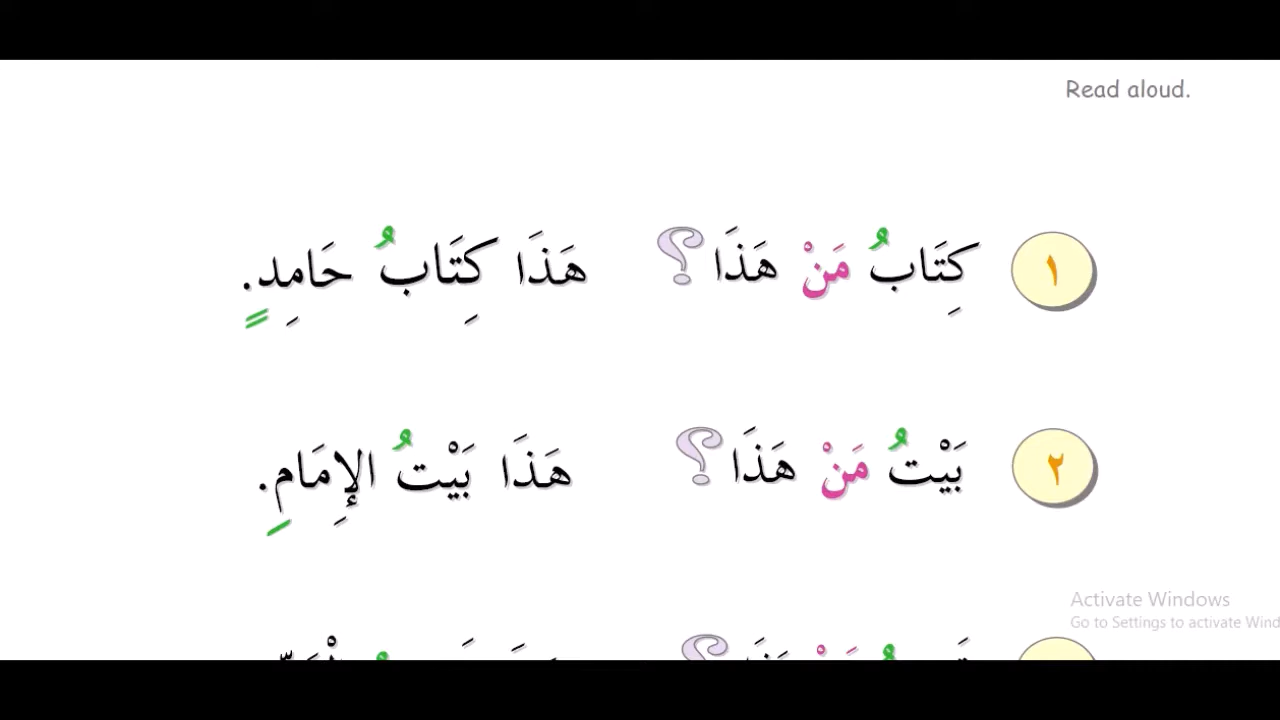 Read aloud.
١ كِتَابُ مَنْ هَذَا؟ هَذَا كِتَابُ حَامِدٍ.
٢ بَيْتُ مَنْ هَذَا؟ هَذَا بَيْتُ الإِمَامِ.
Activate Windows
Go to Settings to activate Wind